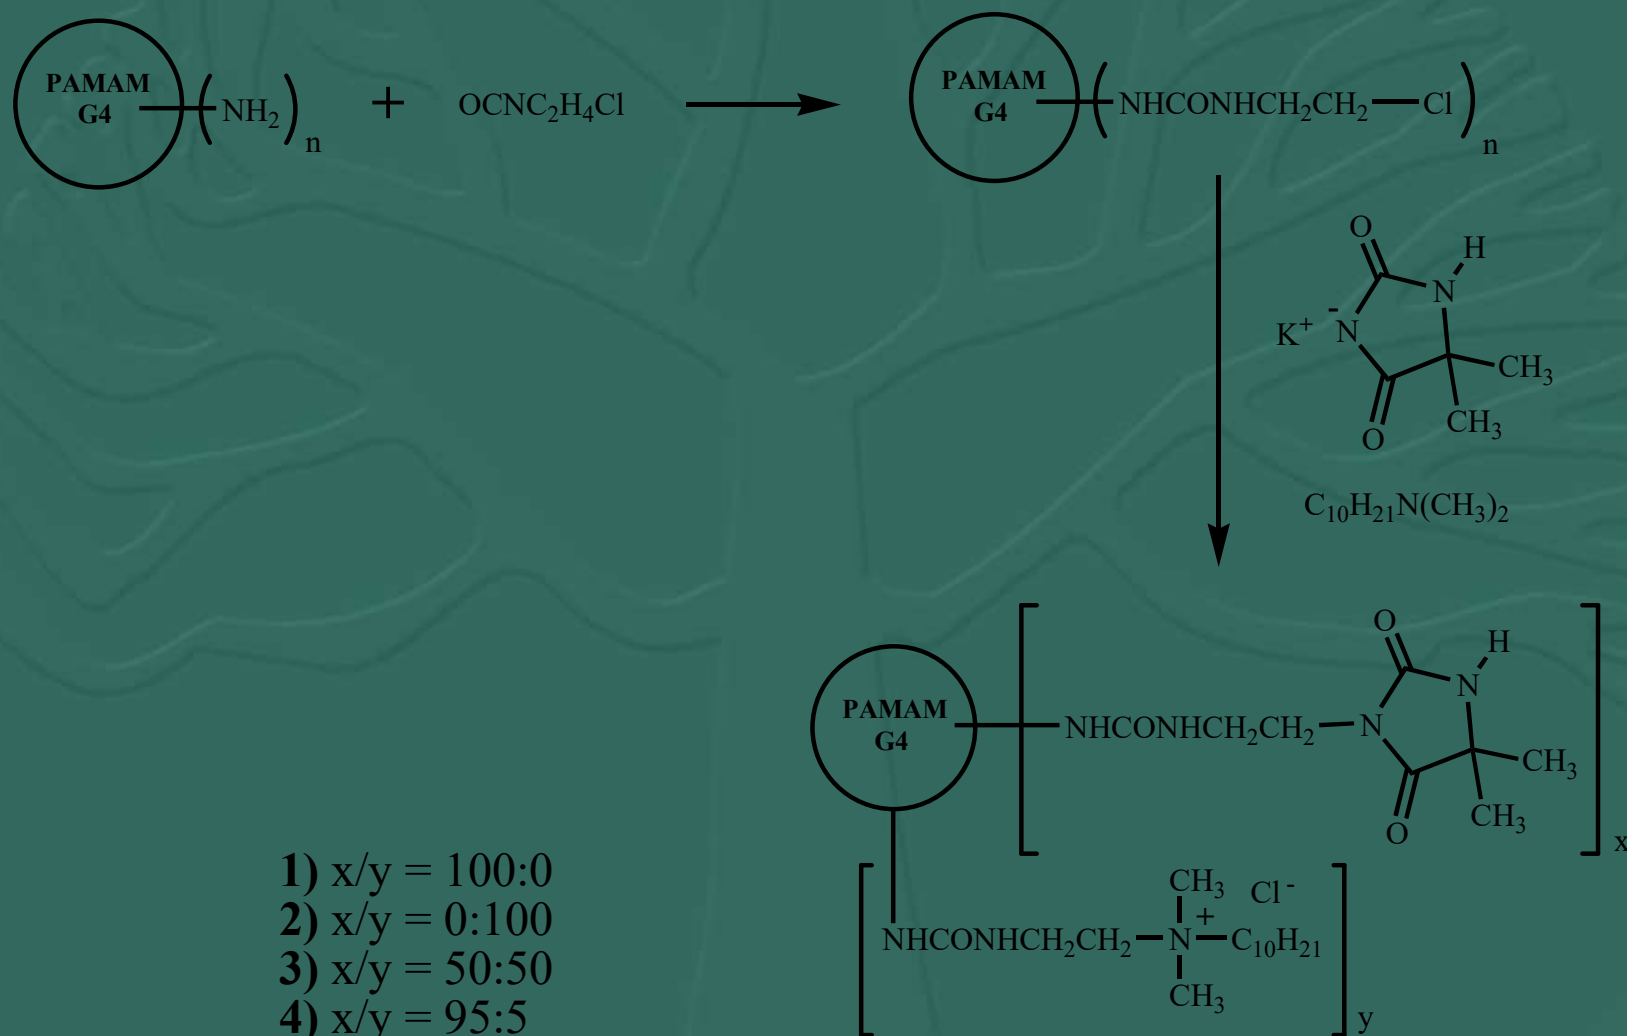 PAMAM
G4
(NH₂)n
+
OCNC₂H₄Cl
PAMAM
G4
(NHCONHCH₂CH₂—Cl)n
O
H
N
K⁺
-N
CH₃
CH₃
O
C₁₀H₂₁N(CH₃)₂
PAMAM
G4
O
H
N
NHCONHCH₂CH₂—N
CH₃
CH₃
O
x
CH₃ Cl⁻
+
NHCONHCH₂CH₂—N—C₁₀H₂₁
CH₃
y
1) x/y = 100:0
2) x/y = 0:100
3) x/y = 50:50
4) x/y = 95:5